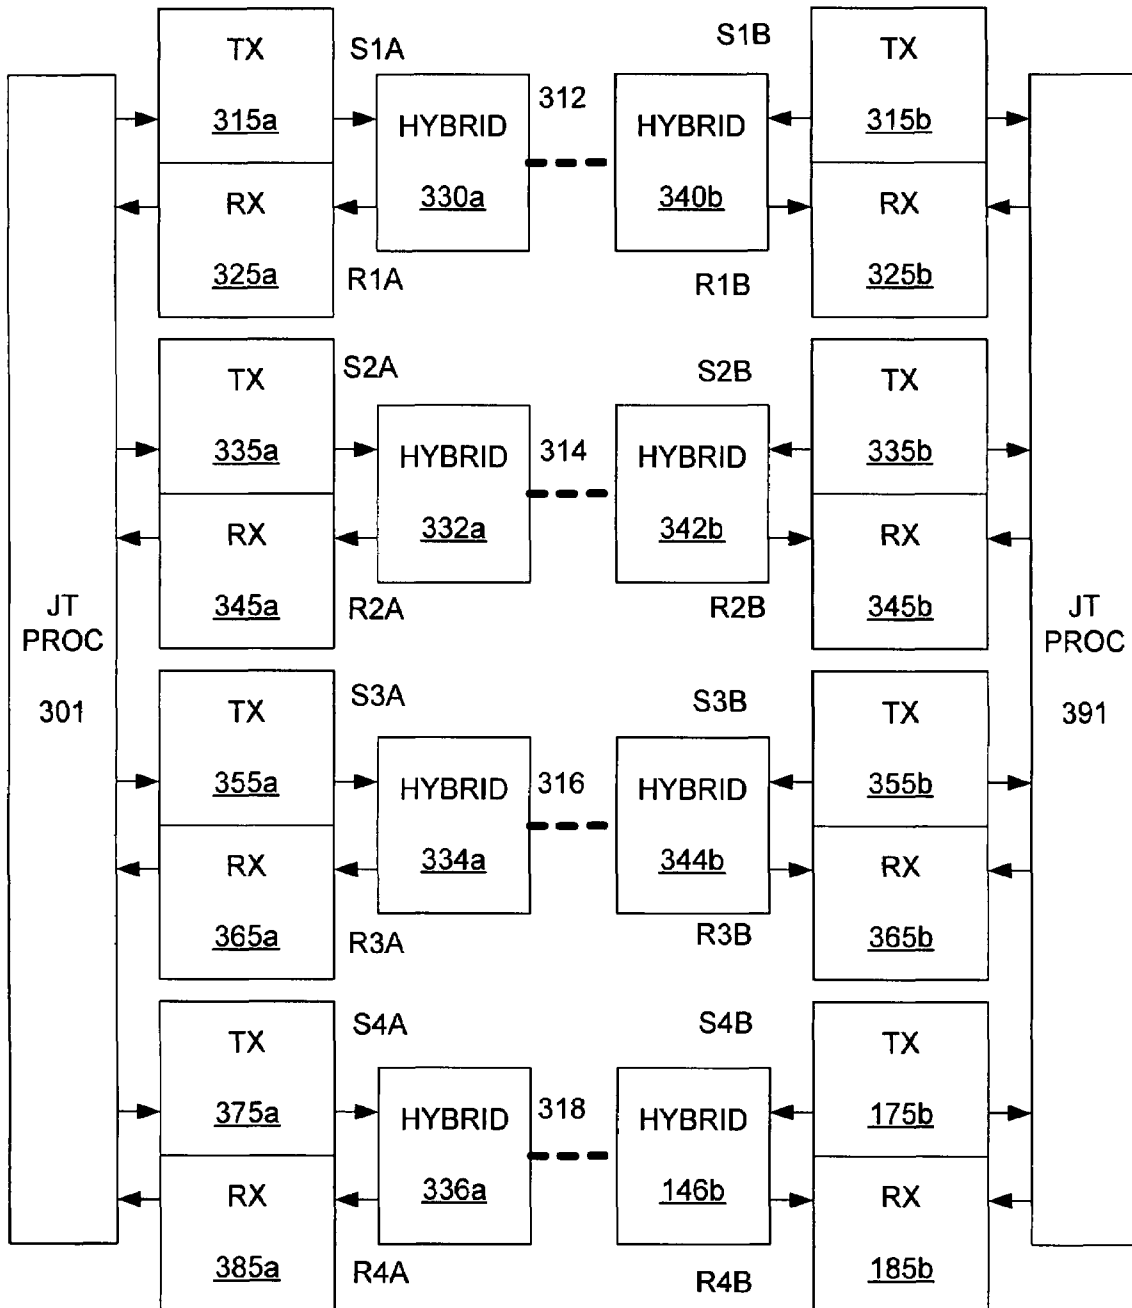 TX
S1A
S1B
TX
315a
HYBRID
312
HYBRID
315b
RX
330a
340b
RX
325a
R1A
R1B
325b
TX
S2A
S2B
TX
335a
HYBRID
314
HYBRID
335b
RX
332a
342b
RX
345a
R2A
R2B
345b
JT
PROC
301
JT
PROC
391
TX
S3A
S3B
TX
355a
HYBRID
316
HYBRID
355b
RX
334a
344b
RX
365a
R3A
R3B
365b
TX
S4A
S4B
TX
375a
HYBRID
318
HYBRID
175b
RX
336a
146b
RX
385a
R4A
R4B
185b